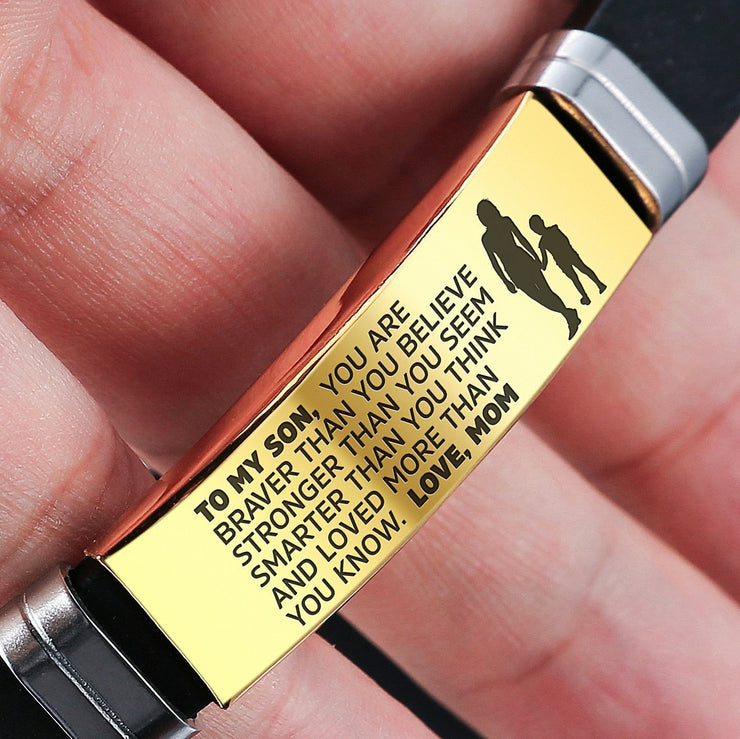 TO MY SON, YOU ARE
BRAVER THAN YOU BELIEVE
STRONGER THAN YOU SEEM
SMARTER THAN YOU THINK
AND LOVED MORE THAN
YOU KNOW. LOVE, MOM